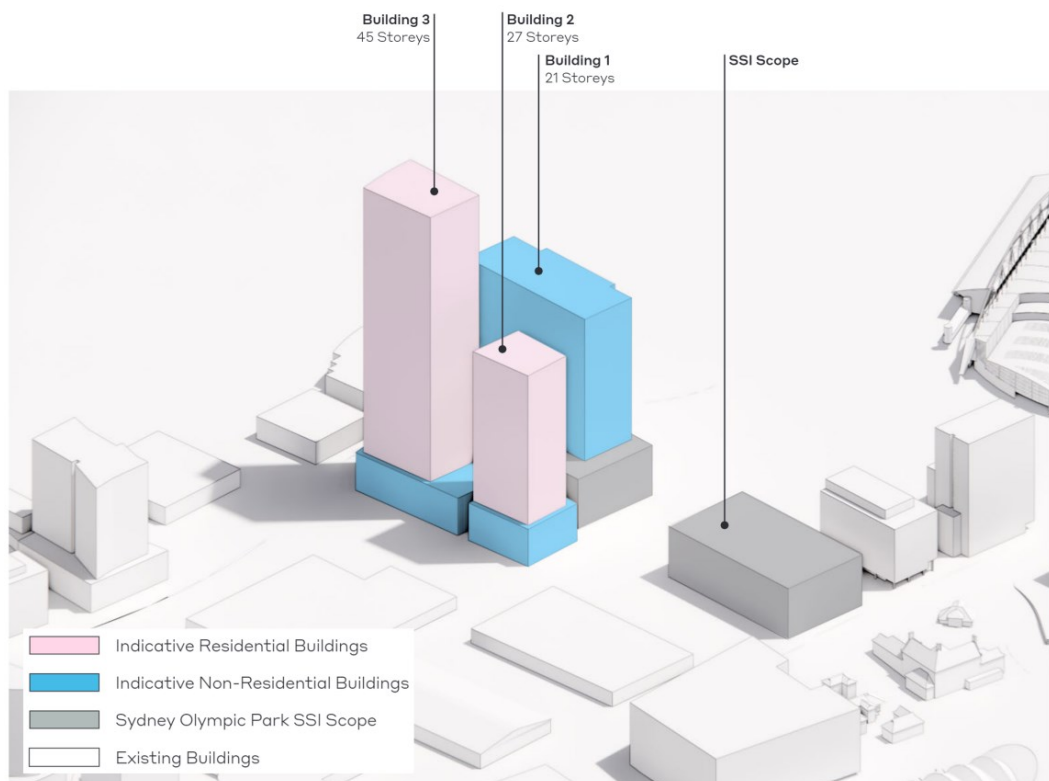 Building 3
45 Storeys
Building 2
27 Storeys
Building 1
21 Storeys
SSI Scope
Indicative Residential Buildings
Indicative Non-Residential Buildings
Sydney Olympic Park SSI Scope
Existing Buildings